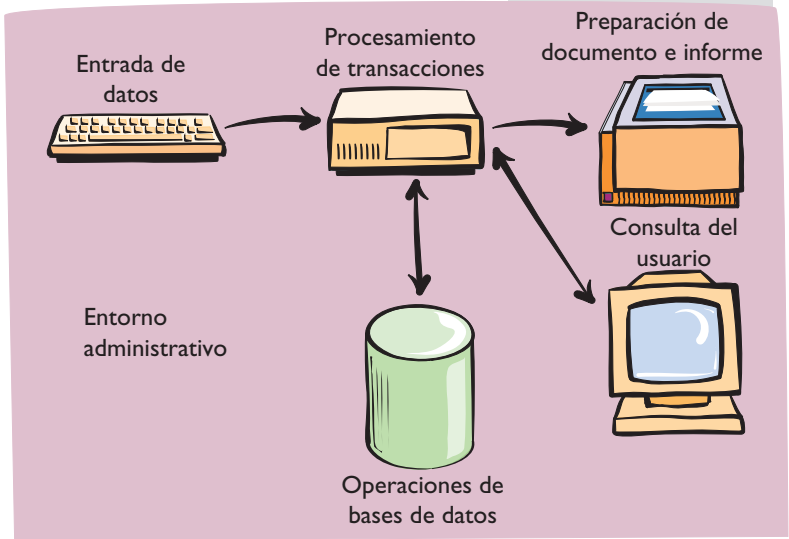 Entrada de
datos
Procesamiento
de transacciones
Preparación de
documento e informe
Consulta del
usuario
Entorno
administrativo
Operaciones de
bases de datos